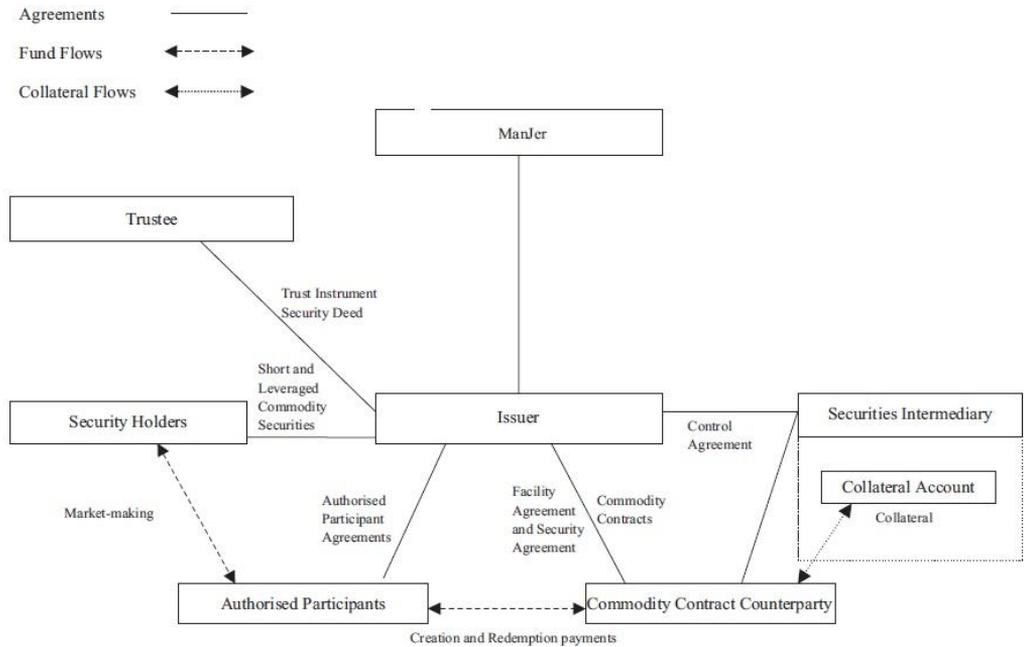 Agreements
Fund Flows
Collateral Flows
ManJer
Trustee
Trust Instrument
Security Deed
Short and
Leveraged
Commodity
Securities
Security Holders
Issuer
Securities Intermediary
Control
Agreement
Collateral Account
Collateral
Market-making
Authorised
Participant
Agreements
Facility
Agreement
and Security
Agreement
Commodity
Contracts
Authorised Participants
Commodity Contract Counterparty
Creation and Redemption payments